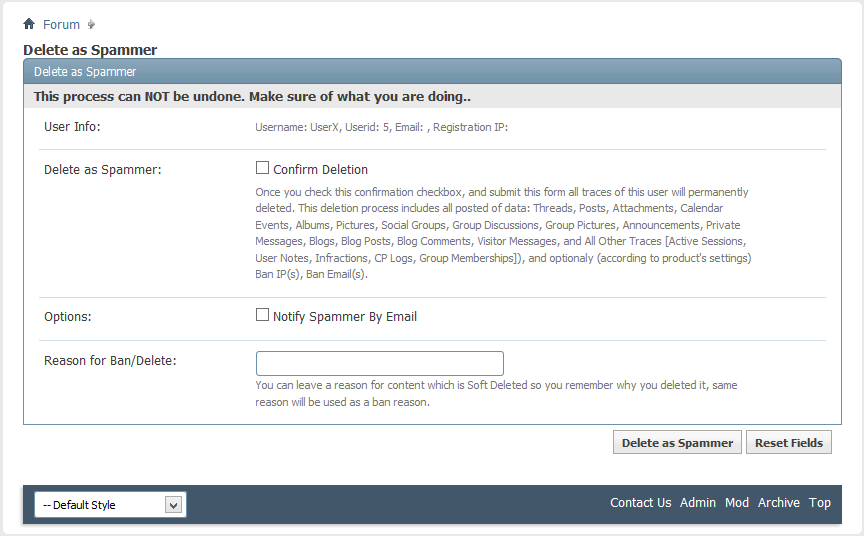 Forum
Delete as Spammer
Delete as Spammer
This process can NOT be undone. Make sure of what you are doing..
User Info: Username: UserX, Userid: 5, Email: , Registration IP:
Delete as Spammer: Confirm Deletion
Once you check this confirmation checkbox, and submit this form all traces of this user will permanently
deleted. This deletion process includes all posted of data: Threads, Posts, Attachments, Calendar
Events, Albums, Pictures, Social Groups, Group Discussions, Group Pictures, Announcements, Private
Messages, Blogs, Blog Posts, Blog Comments, Visitor Messages, and All Other Traces [Active Sessions,
User Notes, Infractions, CP Logs, Group Memberships]), and optionaly (according to product's settings)
Ban IP(s), Ban Email(s).
Options: Notify Spammer By Email
Reason for Ban/Delete:
You can leave a reason for content which is Soft Deleted so you remember why you deleted it, same
reason will be used as a ban reason.
Delete as Spammer Reset Fields
-- Default Style Contact Us Admin Mod Archive Top